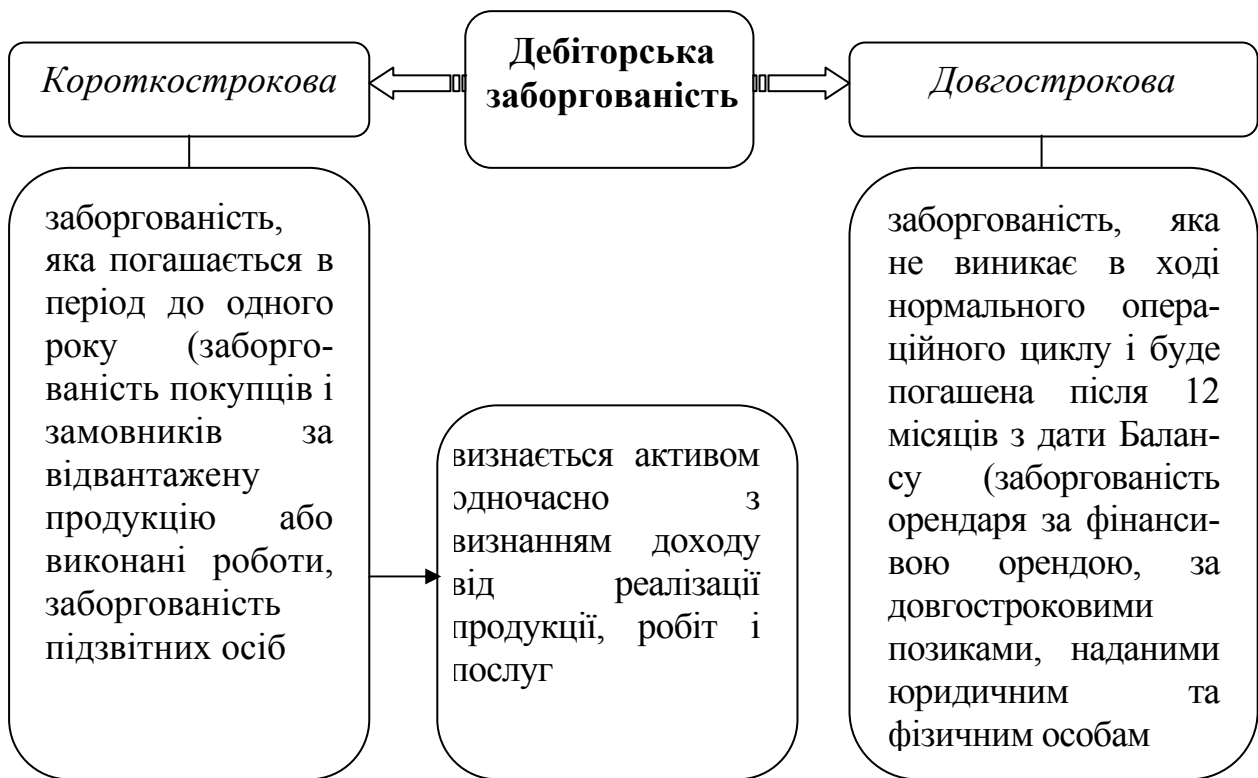 Короткострокова
Дебіторська
заборгованість
Довгострокова
заборгованість,
яка погашається в
період до одного
року (заборго-
ваність покупців і
замовників за
відвантажену
продукцію або
виконані роботи,
заборгованість
підзвітних осіб
визнається активом
одночасно з
визнанням доходу
від реалізації
продукції, робіт і
послуг
заборгованість, яка
не виникає в ході
нормального опера-
ційного циклу і буде
погашена після 12
місяців з дати Балан-
су (заборгованість
орендаря за фінанси-
вою орендою, за
довгостроковими
позиками, наданими
юридичним та
фізичним особам